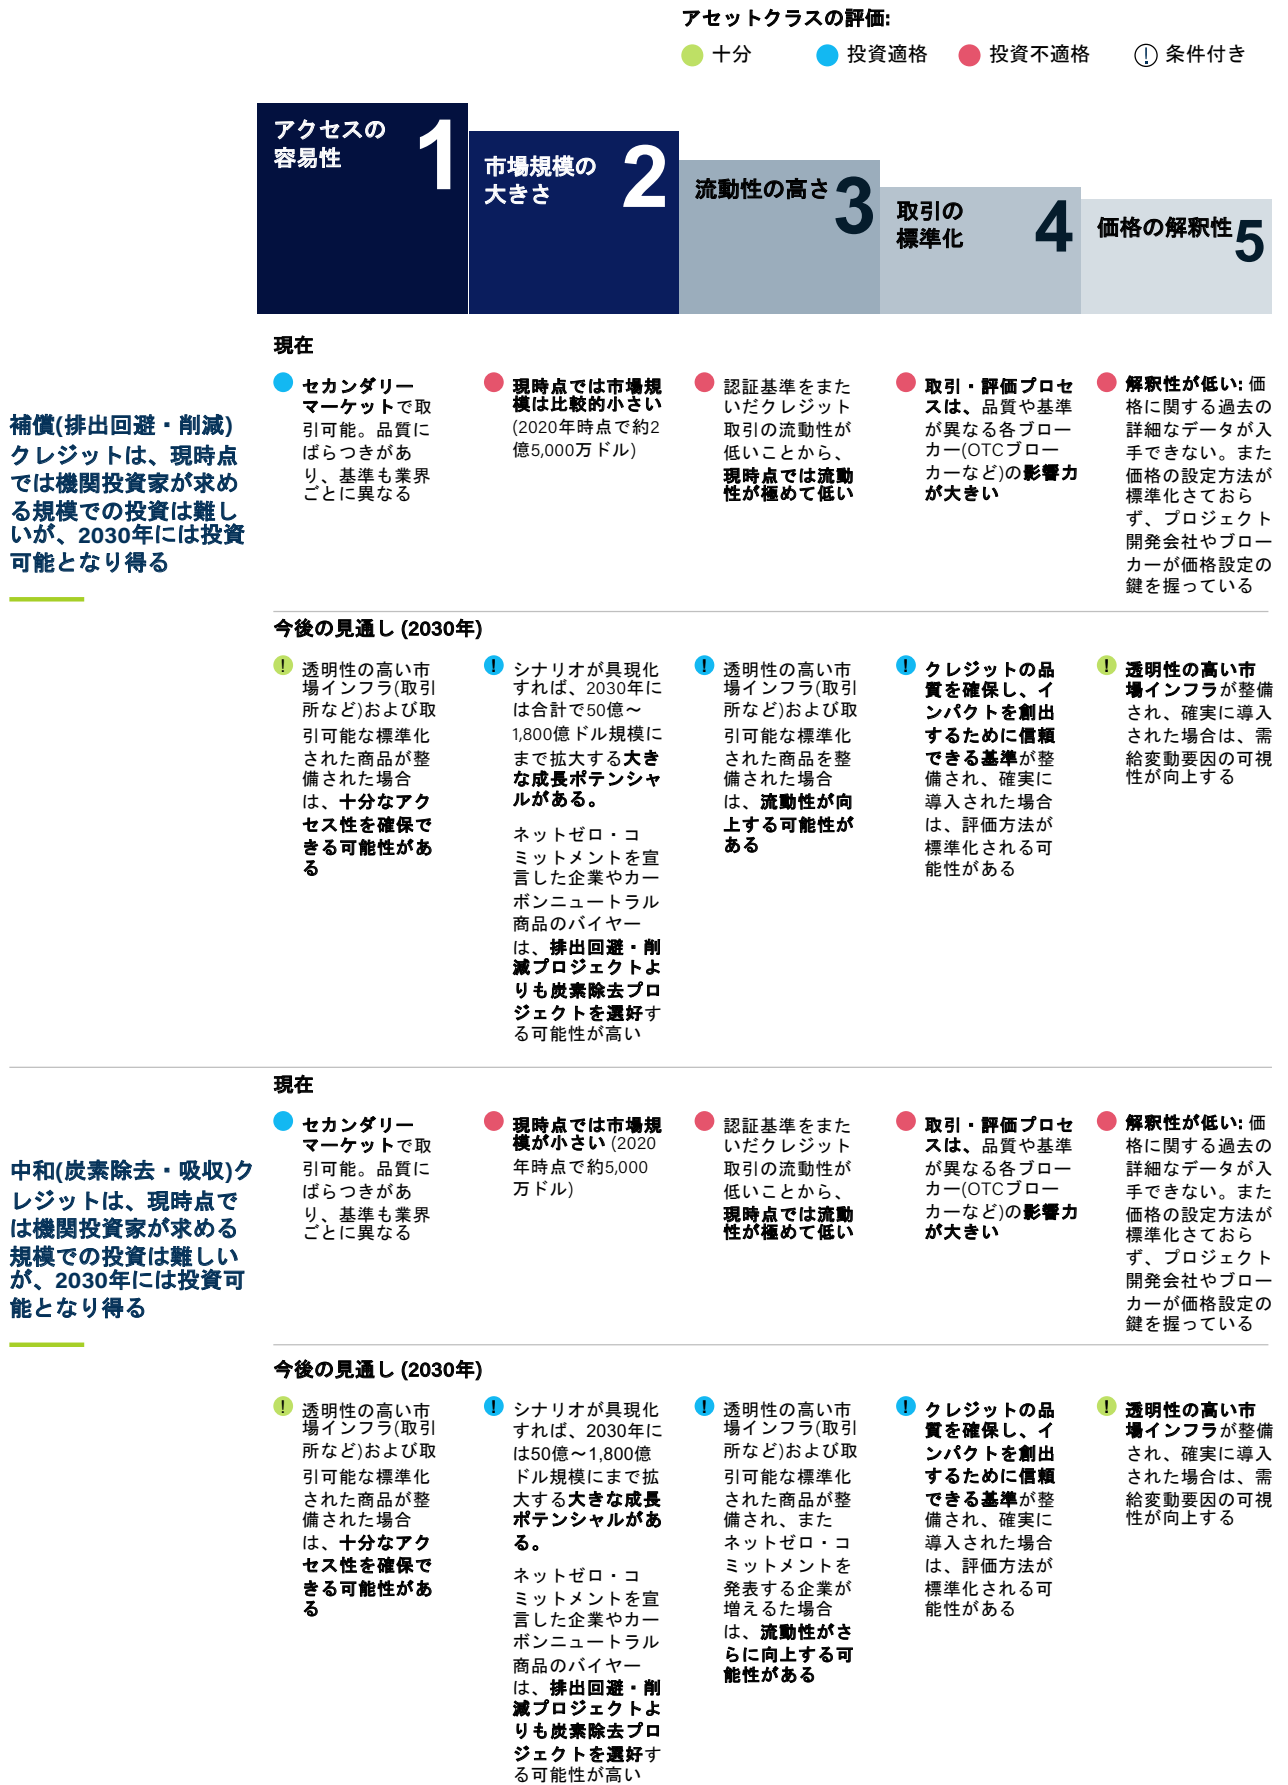 アセットクラスの評価:
十分
投資適格
投資不適格
! 条件付き
アクセスの
容易性
1
市場規模の
大きさ
2
流動性の高さ
3
取引の
標準化
4
価格の解釈性
5
補償(排出回避・削減)
クレジットは、現時点
では機関投資家が求め
る規模での投資は難し
いが、2030年には投資
可能となり得る
現在
セカンダリー
マーケットで取
引可能。品質に
ばらつきがあ
り、基準も業界
ごとに異なる
現時点では市場規
模は比較的小さい
(2020年時点で約2
億5,000万ドル)
認証基準をまた
いだクレジット
取引の流動性が
低いことから、
現時点では流動
性が極めて低い
取引・評価プロセ
スは、品質や基準
が異なる各ブロー
カー(OTCブロー
カーなど)の影響力
が大きい
解釈性が低い: 価
格に関する過去の
詳細なデータが入
手できない。また
価格の設定方法が
標準化さておら
ず、プロジェクト
開発会社やブロー
カーが価格設定の
鍵を握っている
今後の見通し (2030年)
! 透明性の高い市
場インフラ(取引
所など)および取
引可能な標準化
された商品が整
備された場合
は、十分なアク
セス性を確保で
きる可能性があ
る
! シナリオが具現化
すれば、2030年に
は合計で50億～
1,800億ドル規模に
まで拡大する大き
な成長ポテンシャ
ルがある。
ネットゼロ・コ
ミットメントを宣
言した企業やカー
ボンニュートラル
商品のバイヤー
は、排出回避・削
減プロジェクトよ
りも炭素除去プロ
ジェクトを選好す
る可能性が高い
! 透明性の高い市
場インフラ(取引
所など)および取
引可能な標準化
された商品を整
備された場合
は、流動性が向
上する可能性が
ある
! クレジットの品
質を確保し、イ
ンパクトを創出
するために信頼
できる基準が整
備され、確実に
導入された場合
は、評価方法が
標準化される可
能性がある
! 透明性の高い市
場インフラが整備
され、確実に導入
された場合は、需
給変動要因の可視
性が向上する
中和(炭素除去・吸収)ク
レジットは、現時点で
は機関投資家が求める
規模での投資は難しい
が、2030年には投資可
能となり得る
現在
セカンダリー
マーケットで取
引可能。品質に
ばらつきがあ
り、基準も業界
ごとに異なる
現時点では市場規
模が小さい (2020
年時点で約5,000
万ドル)
認証基準をまた
いだクレジット
取引の流動性が
低いことから、
現時点では流動
性が極めて低い
取引・評価プロセ
スは、品質や基準
が異なる各ブロー
カー(OTCブロー
カーなど)の影響力
が大きい
解釈性が低い: 価
格に関する過去の
詳細なデータが入
手できない。また
価格の設定方法が
標準化さておら
ず、プロジェクト
開発会社やブロー
カーが価格設定の
鍵を握っている
今後の見通し (2030年)
! 透明性の高い市
場インフラ(取引
所など)および取
引可能な標準化
された商品が整
備された場合
は、十分なアク
セス性を確保で
きる可能性があ
る
! シナリオが具現化
すれば、2030年に
は50億～1,800億
ドル規模にまで拡
大する大きな成長
ポテンシャルがあ
る。
ネットゼロ・コ
ミットメントを宣
言した企業やカー
ボンニュートラル
商品のバイヤー
は、排出回避・削
減プロジェクトよ
りも炭素除去プロ
ジェクトを選好す
る可能性が高い
! 透明性の高い市
場インフラ(取引
所など)および取
引可能な標準化
された商品が整
備され、また
ネットゼロ・コ
ミットメントを
発表する企業が
増えるた場合
は、流動性がさ
らに向上する可
能性がある
! クレジットの品
質を確保し、イ
ンパクトを創出
するために信頼
できる基準が整
備され、確実に
導入された場合
は、評価方法が
標準化される可
能性がある
! 透明性の高い市
場インフラが整備
され、確実に導入
された場合は、需
給変動要因の可視
性が向上する